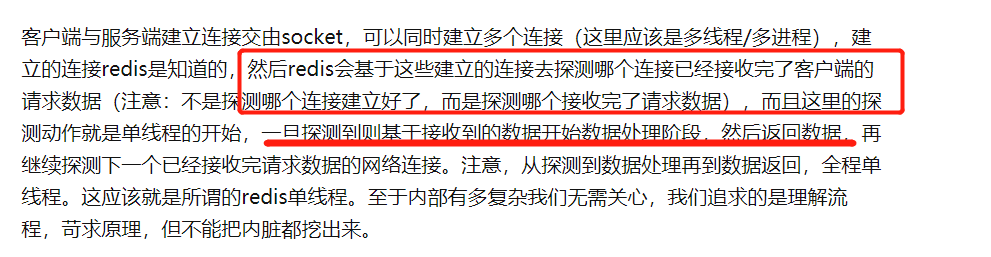 客户端与服务端建立连接交由socket，可以同时建立多个连接（这里应该是多线程/多进程），建
立的连接redis是知道的，然后redis会基于这些建立的连接去探测哪个连接已经接收完了客户端的
请求数据（注意：不是探测哪个连接建立好了，而是探测哪个接收完了请求数据），而且这里的探
测动作就是单线程的开始，一旦探测到则基于接收到的数据开始数据处理阶段，然后返回数据，再
继续探测下一个已经接收完请求数据的网络连接。注意，从探测到数据处理再到数据返回，全程单
线程。这应该就是所谓的redis单线程。至于内部有多复杂我们无需关心，我们追求的是理解流
程，苛求原理，但不能把内脏都挖出来。